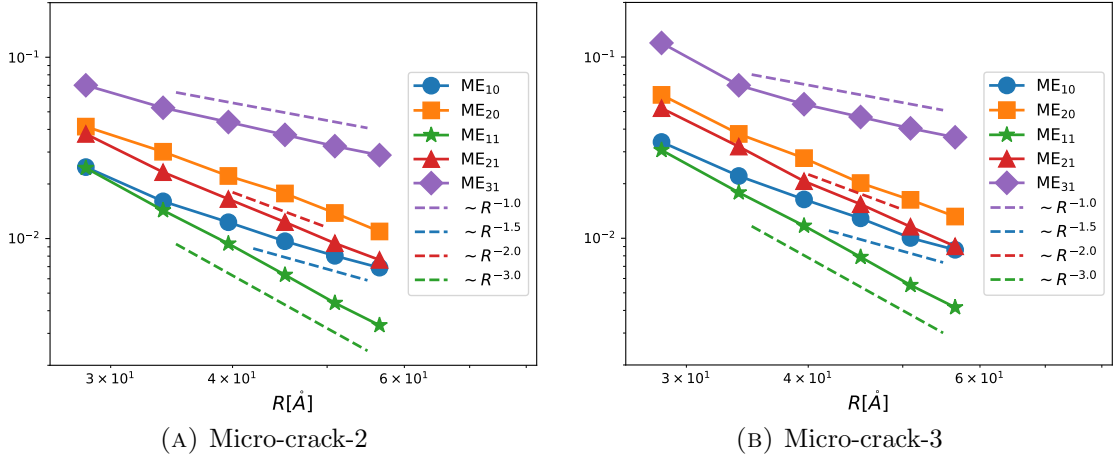 10⁻¹
10⁻²
3 × 10¹ 4 × 10¹ 6 × 10¹
R[Å]
ME₁₀
ME₂₀
ME₁₁
ME₂₁
ME₃₁
~ R⁻¹·⁰
~ R⁻¹·⁵
~ R⁻²·⁰
~ R⁻³·⁰
(A) Micro-crack-2
10⁻¹
10⁻²
3 × 10¹ 4 × 10¹ 6 × 10¹
R[Å]
ME₁₀
ME₂₀
ME₁₁
ME₂₁
ME₃₁
~ R⁻¹·⁰
~ R⁻¹·⁵
~ R⁻²·⁰
~ R⁻³·⁰
(B) Micro-crack-3